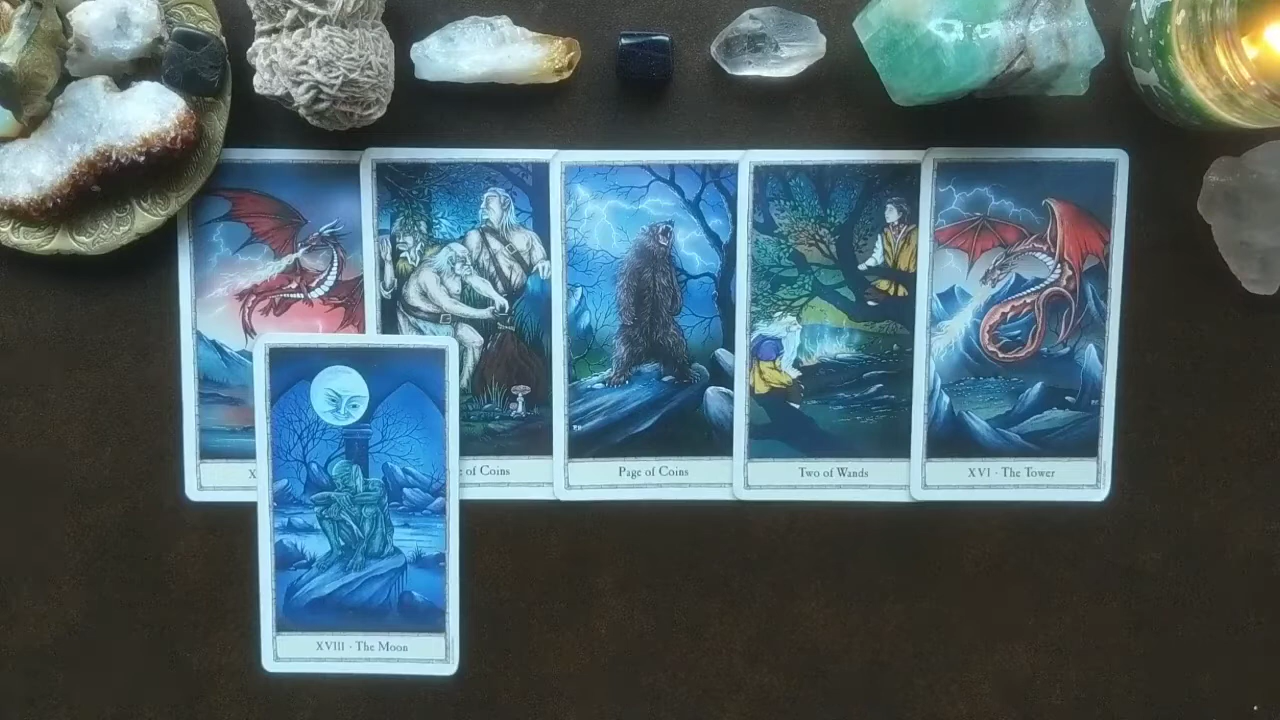 X
e of Coins
Page of Coins
Two of Wands
XVI · The Tower
XVIII · The Moon